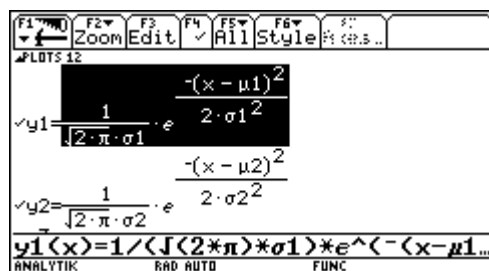 F1 F2 F3 F4 F5 F6
Zoom Edit ✓ All Style
▲PLOTS 12
✓y1=1/(√2·π·σ1)·e^(-(x-μ1)²/(2·σ1²))
✓y2=1/(√2·π·σ2)·e^(-(x-μ2)²/(2·σ2²))
y1(x)=1/(√(2*π)*σ1)*e^(-(x-μ1…
ANALYTIK RAD AUTO FUNC